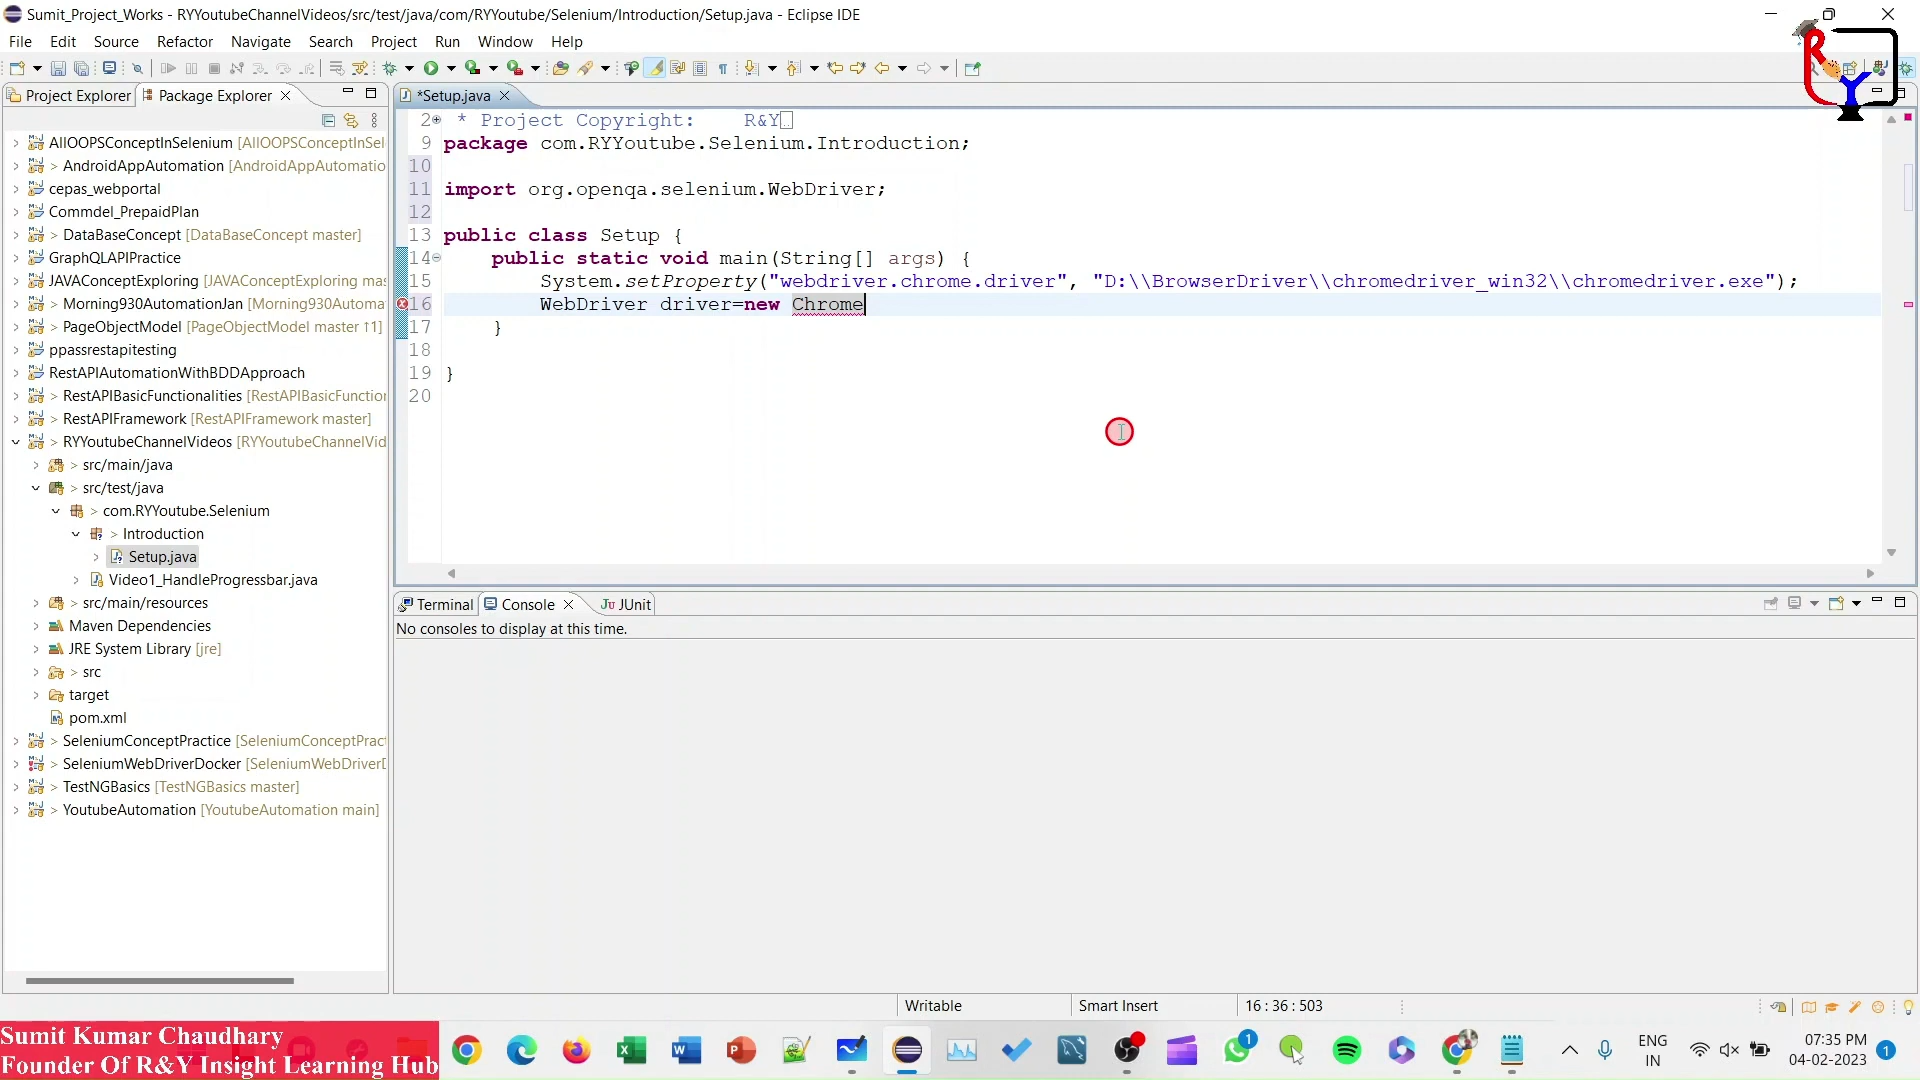 Sumit_Project_Works - RYYoutubeChannelVideos/src/test/java/com/RYYoutube/Selenium/Introduction/Setup.java - Eclipse IDE
File Edit Source Refactor Navigate Search Project Run Window Help
R
Y
Project Explorer Package Explorer *Setup.java
AllOOPSConceptInSelenium [AllOOPSConceptInSel
> AndroidAppAutomation [AndroidAppAutomatio
cepas_webportal
Commdel_PrepaidPlan
> DataBaseConcept [DataBaseConcept master]
GraphQLAPIPractice
JAVAConceptExploring [JAVAConceptExploring mas
> Morning930AutomationJan [Morning930Automa
> PageObjectModel [PageObjectModel master ↑1]
ppassrestapitesting
RestAPIAutomationWithBDDApproach
> RestAPIBasicFunctionalities [RestAPIBasicFunction
> RestAPIFramework [RestAPIFramework master]
> RYYoutubeChannelVideos [RYYoutubeChannelVid
> src/main/java
> src/test/java
> com.RYYoutube.Selenium
> Introduction
Setup.java
Video1_HandleProgressbar.java
> src/main/resources
Maven Dependencies
JRE System Library [jre]
> src
target
pom.xml
> SeleniumConceptPractice [SeleniumConceptPract
> SeleniumWebDriverDocker [SeleniumWebDriverD
> TestNGBasics [TestNGBasics master]
> YoutubeAutomation [YoutubeAutomation main]
2 * Project Copyright: R&Y
9 package com.RYYoutube.Selenium.Introduction;
10
11 import org.openqa.selenium.WebDriver;
12
13 public class Setup {
14 public static void main(String[] args) {
15 System.setProperty("webdriver.chrome.driver", "D:\\BrowserDriver\\chromedriver_win32\\chromedriver.exe");
16 WebDriver driver=new Chrome
17 }
18
19 }
20
Terminal Console JUnit
No consoles to display at this time.
Writable Smart Insert 16 : 36 : 503
Sumit Kumar Chaudhary
Founder Of R&Y Insight Learning Hub
1
ENG
IN
07:35 PM
04-02-2023
1